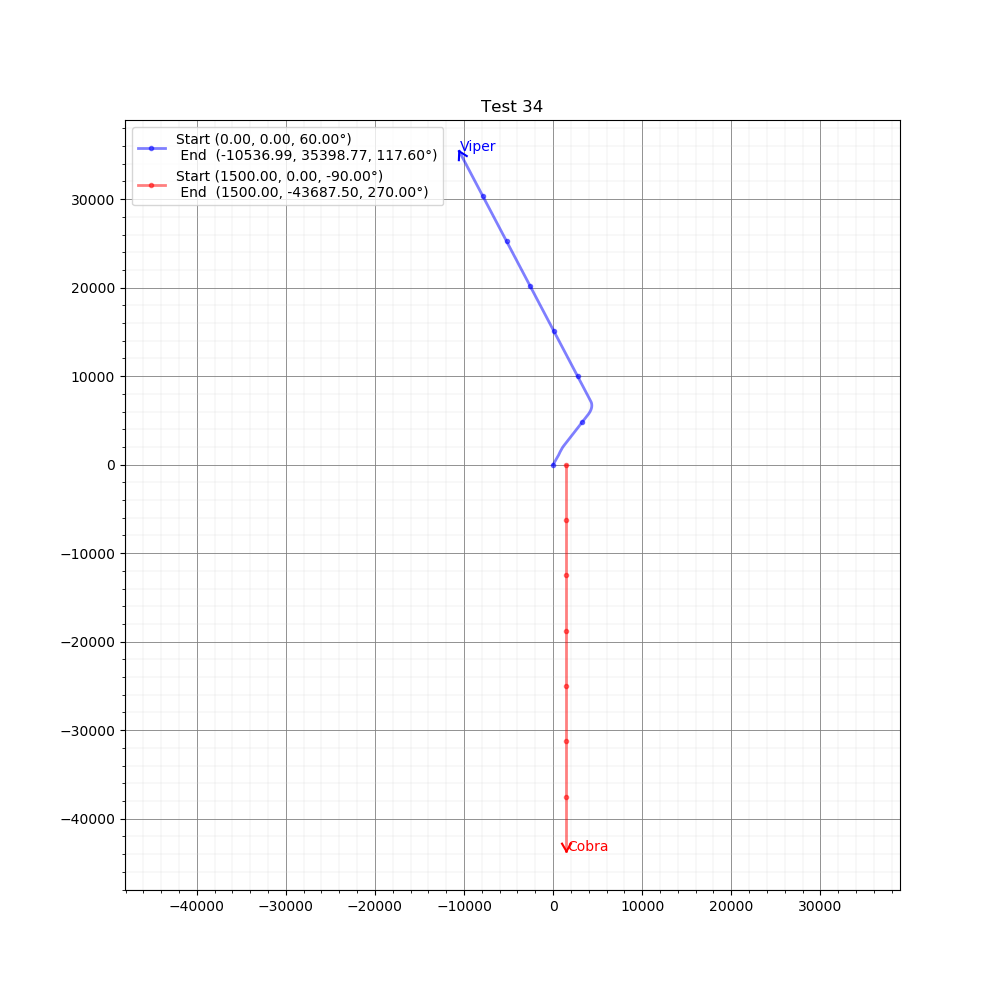 Test 34
Start (0.00, 0.00, 60.00°)
End (-10536.99, 35398.77, 117.60°)
Start (1500.00, 0.00, -90.00°)
End (1500.00, -43687.50, 270.00°)
Viper
Cobra
30000
20000
10000
0
−10000
−20000
−30000
−40000
−40000 −30000 −20000 −10000 0 10000 20000 30000